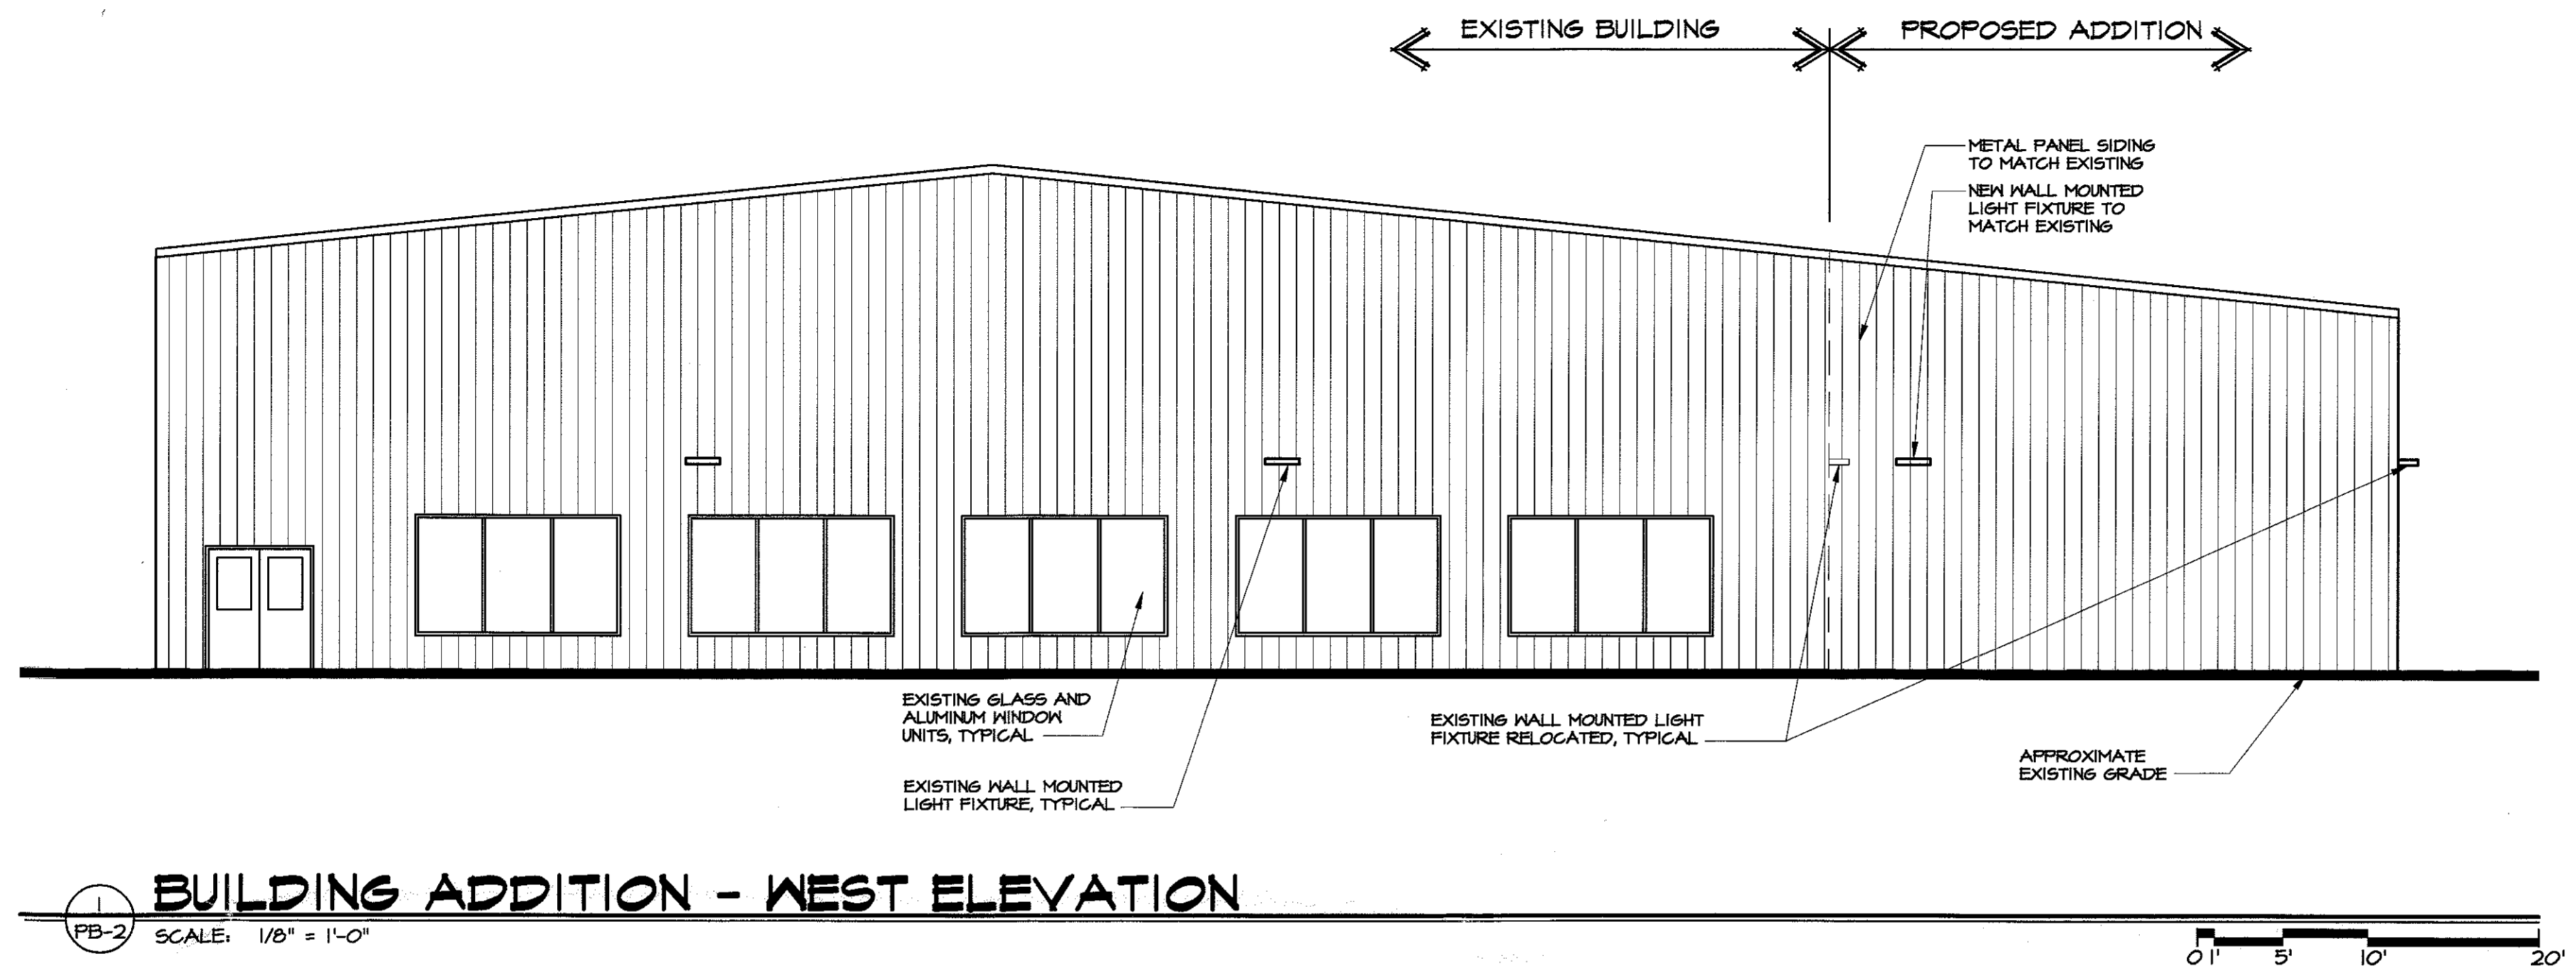 EXISTING BUILDING
PROPOSED ADDITION
METAL PANEL SIDING
TO MATCH EXISTING
NEW WALL MOUNTED
LIGHT FIXTURE TO
MATCH EXISTING
EXISTING GLASS AND
ALUMINUM WINDOW
UNITS, TYPICAL
EXISTING WALL MOUNTED LIGHT
FIXTURE RELOCATED, TYPICAL
APPROXIMATE
EXISTING GRADE
EXISTING WALL MOUNTED
LIGHT FIXTURE, TYPICAL
1
PB-2
BUILDING ADDITION - WEST ELEVATION
SCALE: 1/8" = 1'-0"
0 1' 5' 10' 20'